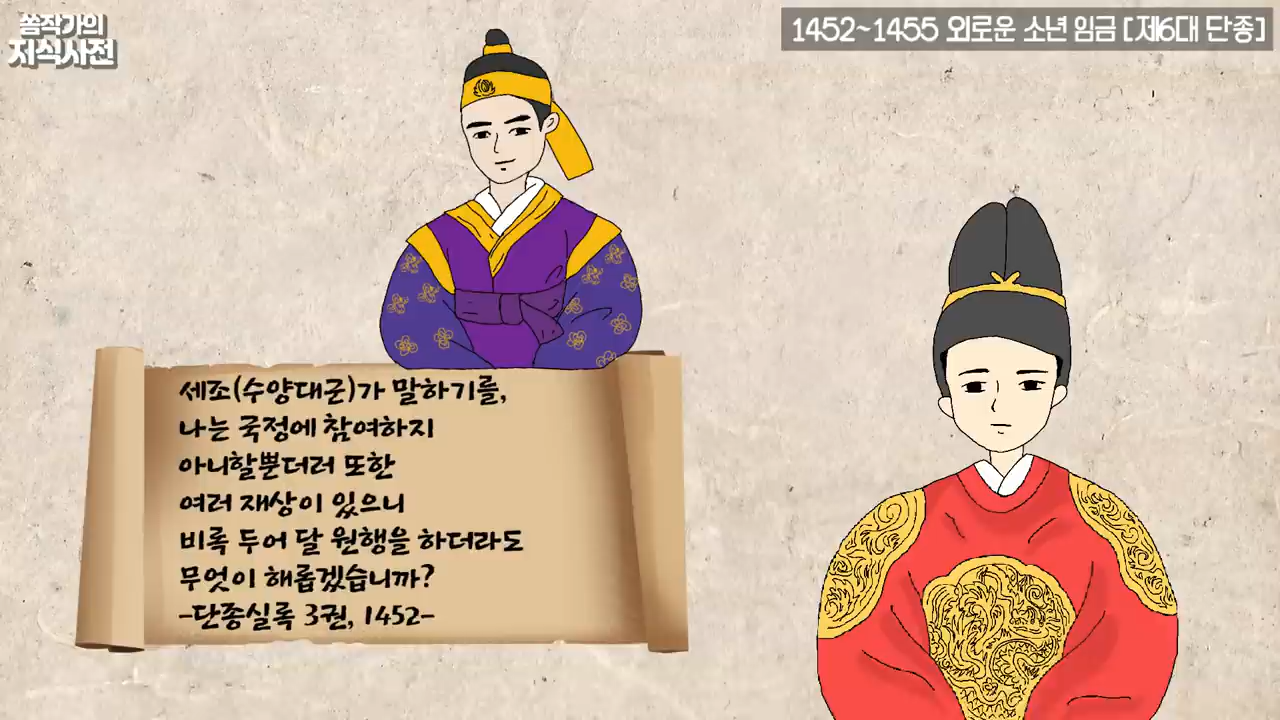 쏨작가의
저식사전
1452~1455 외로운 소년 임금 [제6대 단종]
세조(수양대군)가 말하기를,
나는 국정에 참여하지
아니할뿐더러 또한
여러 재상이 있으니
비록 두어 달 원행을 하더라도
무엇이 해롭겠습니까?
-단종실록 3권, 1452-